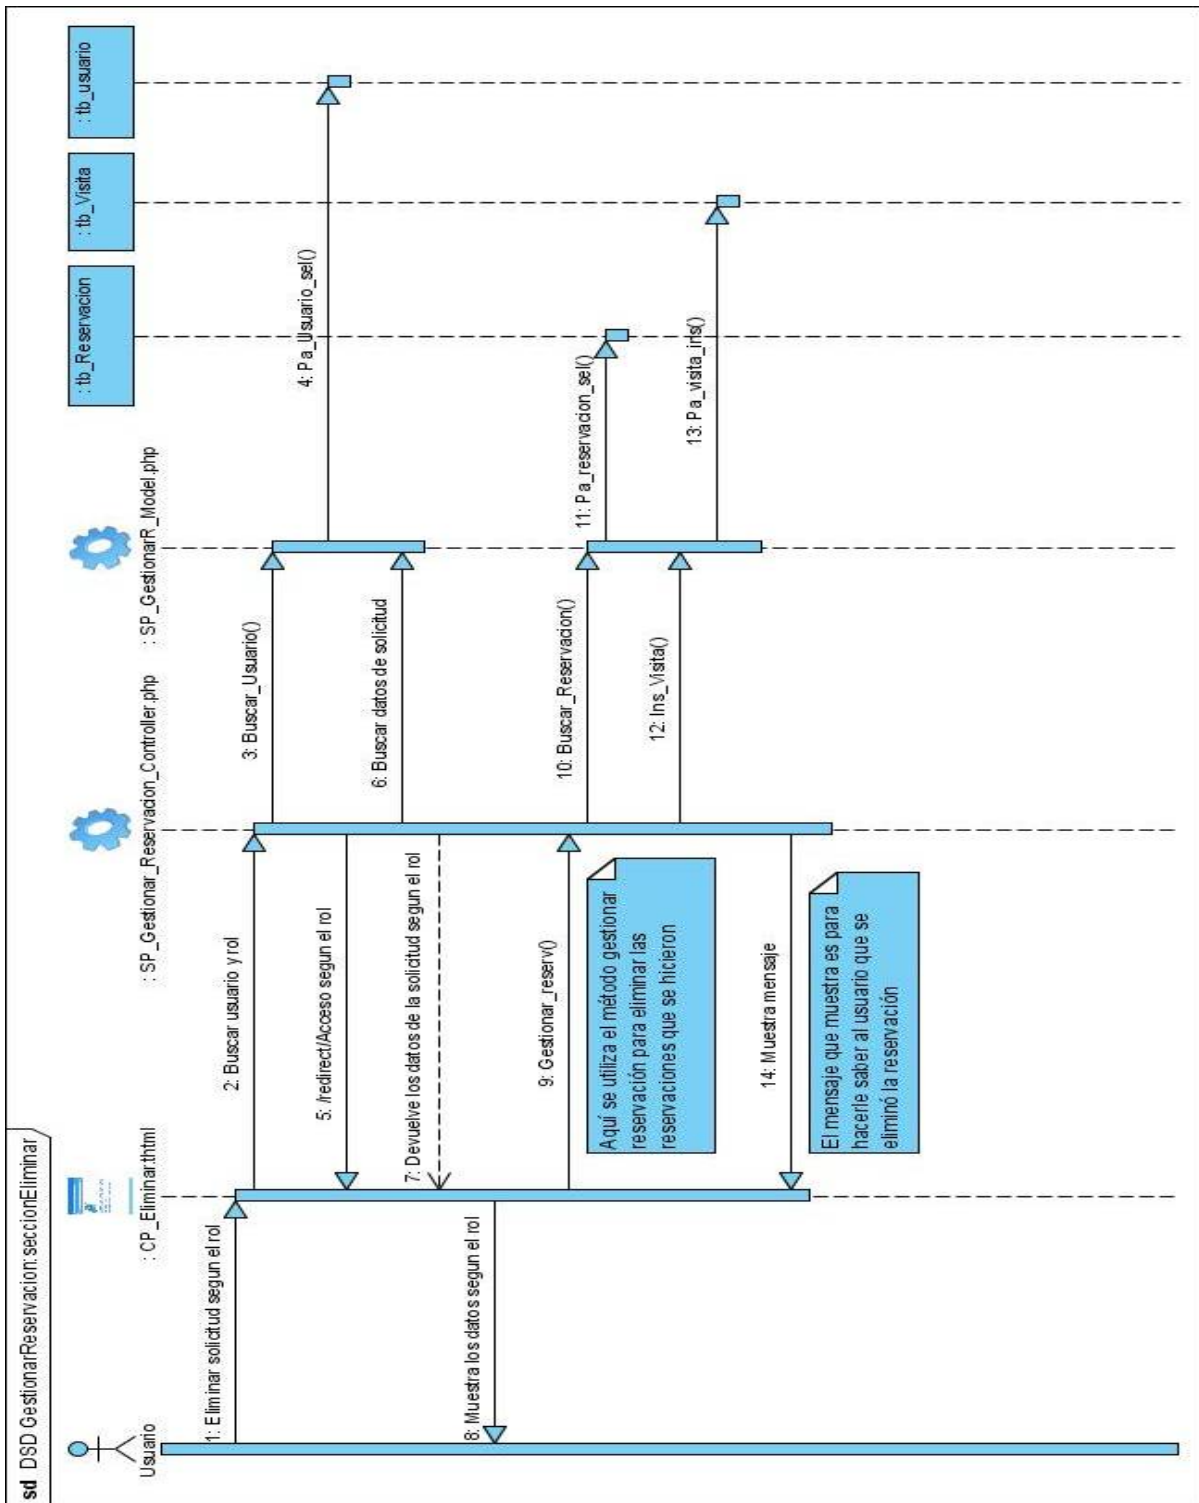 sd DSD GestionarReservacion:seccionEliminar
Usuario
: CP_Eliminar.thtml
: SP_Gestionar_Reservacion_Controller.php
: SP_GestionarR_Model.php
: tb_Reservacion
: tb_Visita
: tb_usuario
1: Eliminar solicitud segun el rol
2: Buscar usuario y rol
3: Buscar_Usuario()
4: Pa_Usuario_sel()
5: /redirect/Acceso segun el rol
6: Buscar datos de solicitud
7: Devuelve los datos de la solicitud segun el rol
8: Muestra los datos segun el rol
9: Gestionar_reserv()
10: Buscar_Reservacion()
11: Pa_reservacion_sel()
Aquí se utiliza el método gestionar
reservación para eliminar las
reservaciones que se hicieron
12: Ins_Visita()
13: Pa_visita_ins()
14: Muestra mensaje
El mensaje que muestra es para
hacerle saber al usuario que se
eliminó la reservación